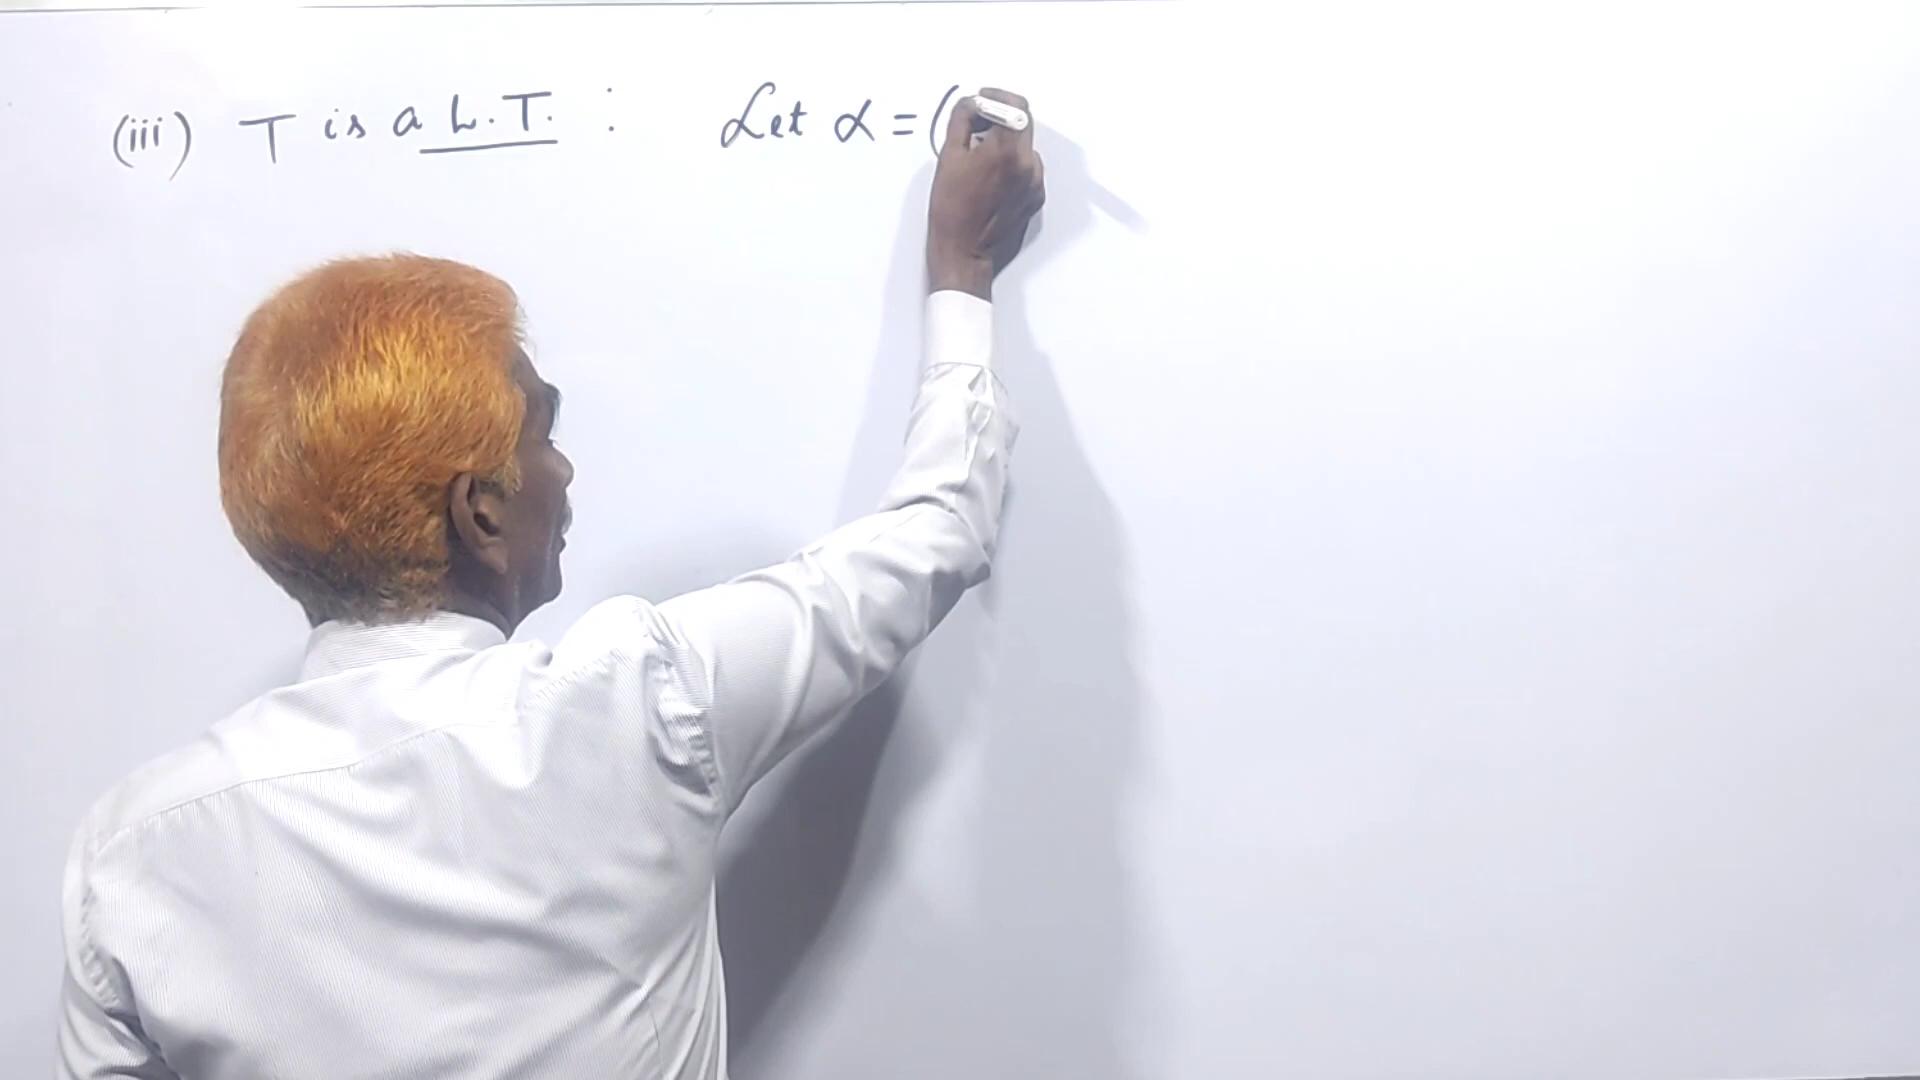 (iii) T is a L.T. : Let α = (